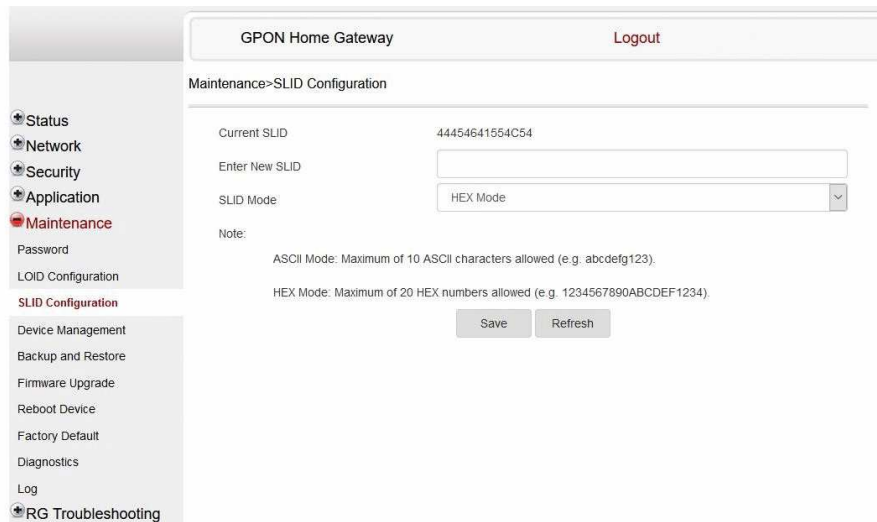 GPON Home Gateway
Logout
Maintenance>SLID Configuration
Status
Network
Security
Application
Maintenance
Password
LOID Configuration
SLID Configuration
Device Management
Backup and Restore
Firmware Upgrade
Reboot Device
Factory Default
Diagnostics
Log
RG Troubleshooting
Current SLID
44454641554C54
Enter New SLID
SLID Mode
HEX Mode
Note:
ASCII Mode: Maximum of 10 ASCII characters allowed (e.g. abcdefg123).
HEX Mode: Maximum of 20 HEX numbers allowed (e.g. 1234567890ABCDEF1234).
Save
Refresh